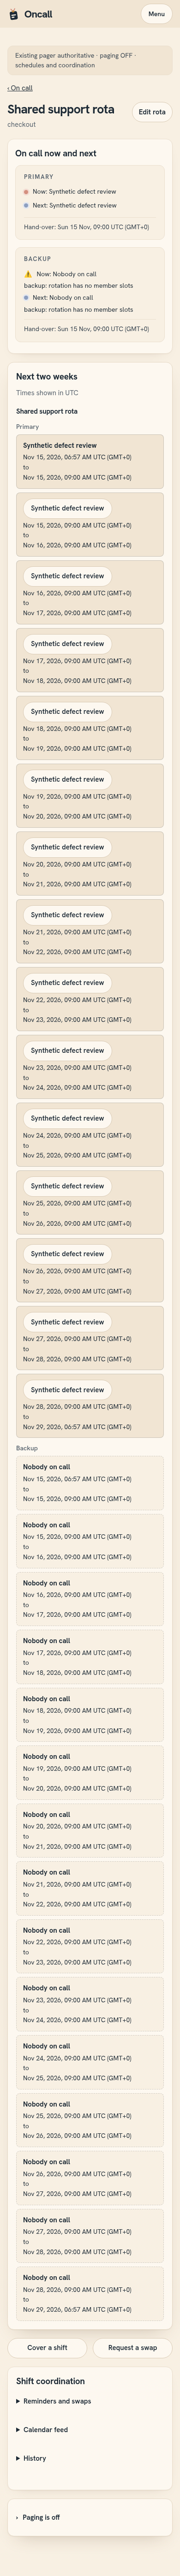 Oncall
Menu
Existing pager authoritative · paging OFF ·
schedules and coordination
‹ On call
Shared support rota
Edit rota
checkout
On call now and next
PRIMARY
Now: Synthetic defect review
Next: Synthetic defect review
Hand-over: Sun 15 Nov, 09:00 UTC (GMT+0)
BACKUP
Now: Nobody on call
backup: rotation has no member slots
Next: Nobody on call
backup: rotation has no member slots
Hand-over: Sun 15 Nov, 09:00 UTC (GMT+0)
Next two weeks
Times shown in UTC
Shared support rota
Primary
Synthetic defect review
Nov 15, 2026, 06:57 AM UTC (GMT+0)
to
Nov 15, 2026, 09:00 AM UTC (GMT+0)
Synthetic defect review
Nov 15, 2026, 09:00 AM UTC (GMT+0)
to
Nov 16, 2026, 09:00 AM UTC (GMT+0)
Synthetic defect review
Nov 16, 2026, 09:00 AM UTC (GMT+0)
to
Nov 17, 2026, 09:00 AM UTC (GMT+0)
Synthetic defect review
Nov 17, 2026, 09:00 AM UTC (GMT+0)
to
Nov 18, 2026, 09:00 AM UTC (GMT+0)
Synthetic defect review
Nov 18, 2026, 09:00 AM UTC (GMT+0)
to
Nov 19, 2026, 09:00 AM UTC (GMT+0)
Synthetic defect review
Nov 19, 2026, 09:00 AM UTC (GMT+0)
to
Nov 20, 2026, 09:00 AM UTC (GMT+0)
Synthetic defect review
Nov 20, 2026, 09:00 AM UTC (GMT+0)
to
Nov 21, 2026, 09:00 AM UTC (GMT+0)
Synthetic defect review
Nov 21, 2026, 09:00 AM UTC (GMT+0)
to
Nov 22, 2026, 09:00 AM UTC (GMT+0)
Synthetic defect review
Nov 22, 2026, 09:00 AM UTC (GMT+0)
to
Nov 23, 2026, 09:00 AM UTC (GMT+0)
Synthetic defect review
Nov 23, 2026, 09:00 AM UTC (GMT+0)
to
Nov 24, 2026, 09:00 AM UTC (GMT+0)
Synthetic defect review
Nov 24, 2026, 09:00 AM UTC (GMT+0)
to
Nov 25, 2026, 09:00 AM UTC (GMT+0)
Synthetic defect review
Nov 25, 2026, 09:00 AM UTC (GMT+0)
to
Nov 26, 2026, 09:00 AM UTC (GMT+0)
Synthetic defect review
Nov 26, 2026, 09:00 AM UTC (GMT+0)
to
Nov 27, 2026, 09:00 AM UTC (GMT+0)
Synthetic defect review
Nov 27, 2026, 09:00 AM UTC (GMT+0)
to
Nov 28, 2026, 09:00 AM UTC (GMT+0)
Synthetic defect review
Nov 28, 2026, 09:00 AM UTC (GMT+0)
to
Nov 29, 2026, 06:57 AM UTC (GMT+0)
Backup
Nobody on call
Nov 15, 2026, 06:57 AM UTC (GMT+0)
to
Nov 15, 2026, 09:00 AM UTC (GMT+0)
Nobody on call
Nov 15, 2026, 09:00 AM UTC (GMT+0)
to
Nov 16, 2026, 09:00 AM UTC (GMT+0)
Nobody on call
Nov 16, 2026, 09:00 AM UTC (GMT+0)
to
Nov 17, 2026, 09:00 AM UTC (GMT+0)
Nobody on call
Nov 17, 2026, 09:00 AM UTC (GMT+0)
to
Nov 18, 2026, 09:00 AM UTC (GMT+0)
Nobody on call
Nov 18, 2026, 09:00 AM UTC (GMT+0)
to
Nov 19, 2026, 09:00 AM UTC (GMT+0)
Nobody on call
Nov 19, 2026, 09:00 AM UTC (GMT+0)
to
Nov 20, 2026, 09:00 AM UTC (GMT+0)
Nobody on call
Nov 20, 2026, 09:00 AM UTC (GMT+0)
to
Nov 21, 2026, 09:00 AM UTC (GMT+0)
Nobody on call
Nov 21, 2026, 09:00 AM UTC (GMT+0)
to
Nov 22, 2026, 09:00 AM UTC (GMT+0)
Nobody on call
Nov 22, 2026, 09:00 AM UTC (GMT+0)
to
Nov 23, 2026, 09:00 AM UTC (GMT+0)
Nobody on call
Nov 23, 2026, 09:00 AM UTC (GMT+0)
to
Nov 24, 2026, 09:00 AM UTC (GMT+0)
Nobody on call
Nov 24, 2026, 09:00 AM UTC (GMT+0)
to
Nov 25, 2026, 09:00 AM UTC (GMT+0)
Nobody on call
Nov 25, 2026, 09:00 AM UTC (GMT+0)
to
Nov 26, 2026, 09:00 AM UTC (GMT+0)
Nobody on call
Nov 26, 2026, 09:00 AM UTC (GMT+0)
to
Nov 27, 2026, 09:00 AM UTC (GMT+0)
Nobody on call
Nov 27, 2026, 09:00 AM UTC (GMT+0)
to
Nov 28, 2026, 09:00 AM UTC (GMT+0)
Nobody on call
Nov 28, 2026, 09:00 AM UTC (GMT+0)
to
Nov 29, 2026, 06:57 AM UTC (GMT+0)
Cover a shift
Request a swap
Shift coordination
Reminders and swaps
Calendar feed
History
Paging is off